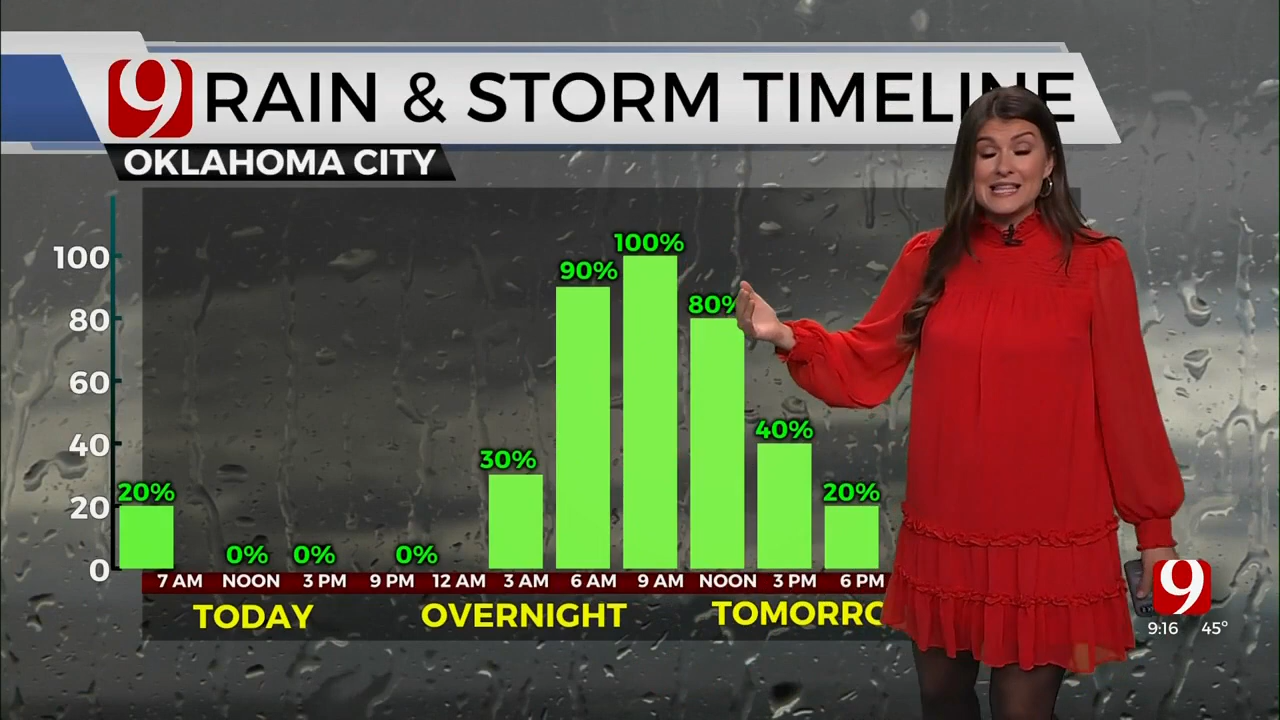 9 RAIN & STORM TIMELINE
OKLAHOMA CITY
100%
90%
100
80%
80
60
40%
40
30%
20% 20%
20
0% 0% 0%
0
7 AM NOON 3 PM 9 PM 12 AM 3 AM 6 AM 9 AM NOON 3 PM 6 PM
TODAY OVERNIGHT TOMORRO
9
9:16 45°